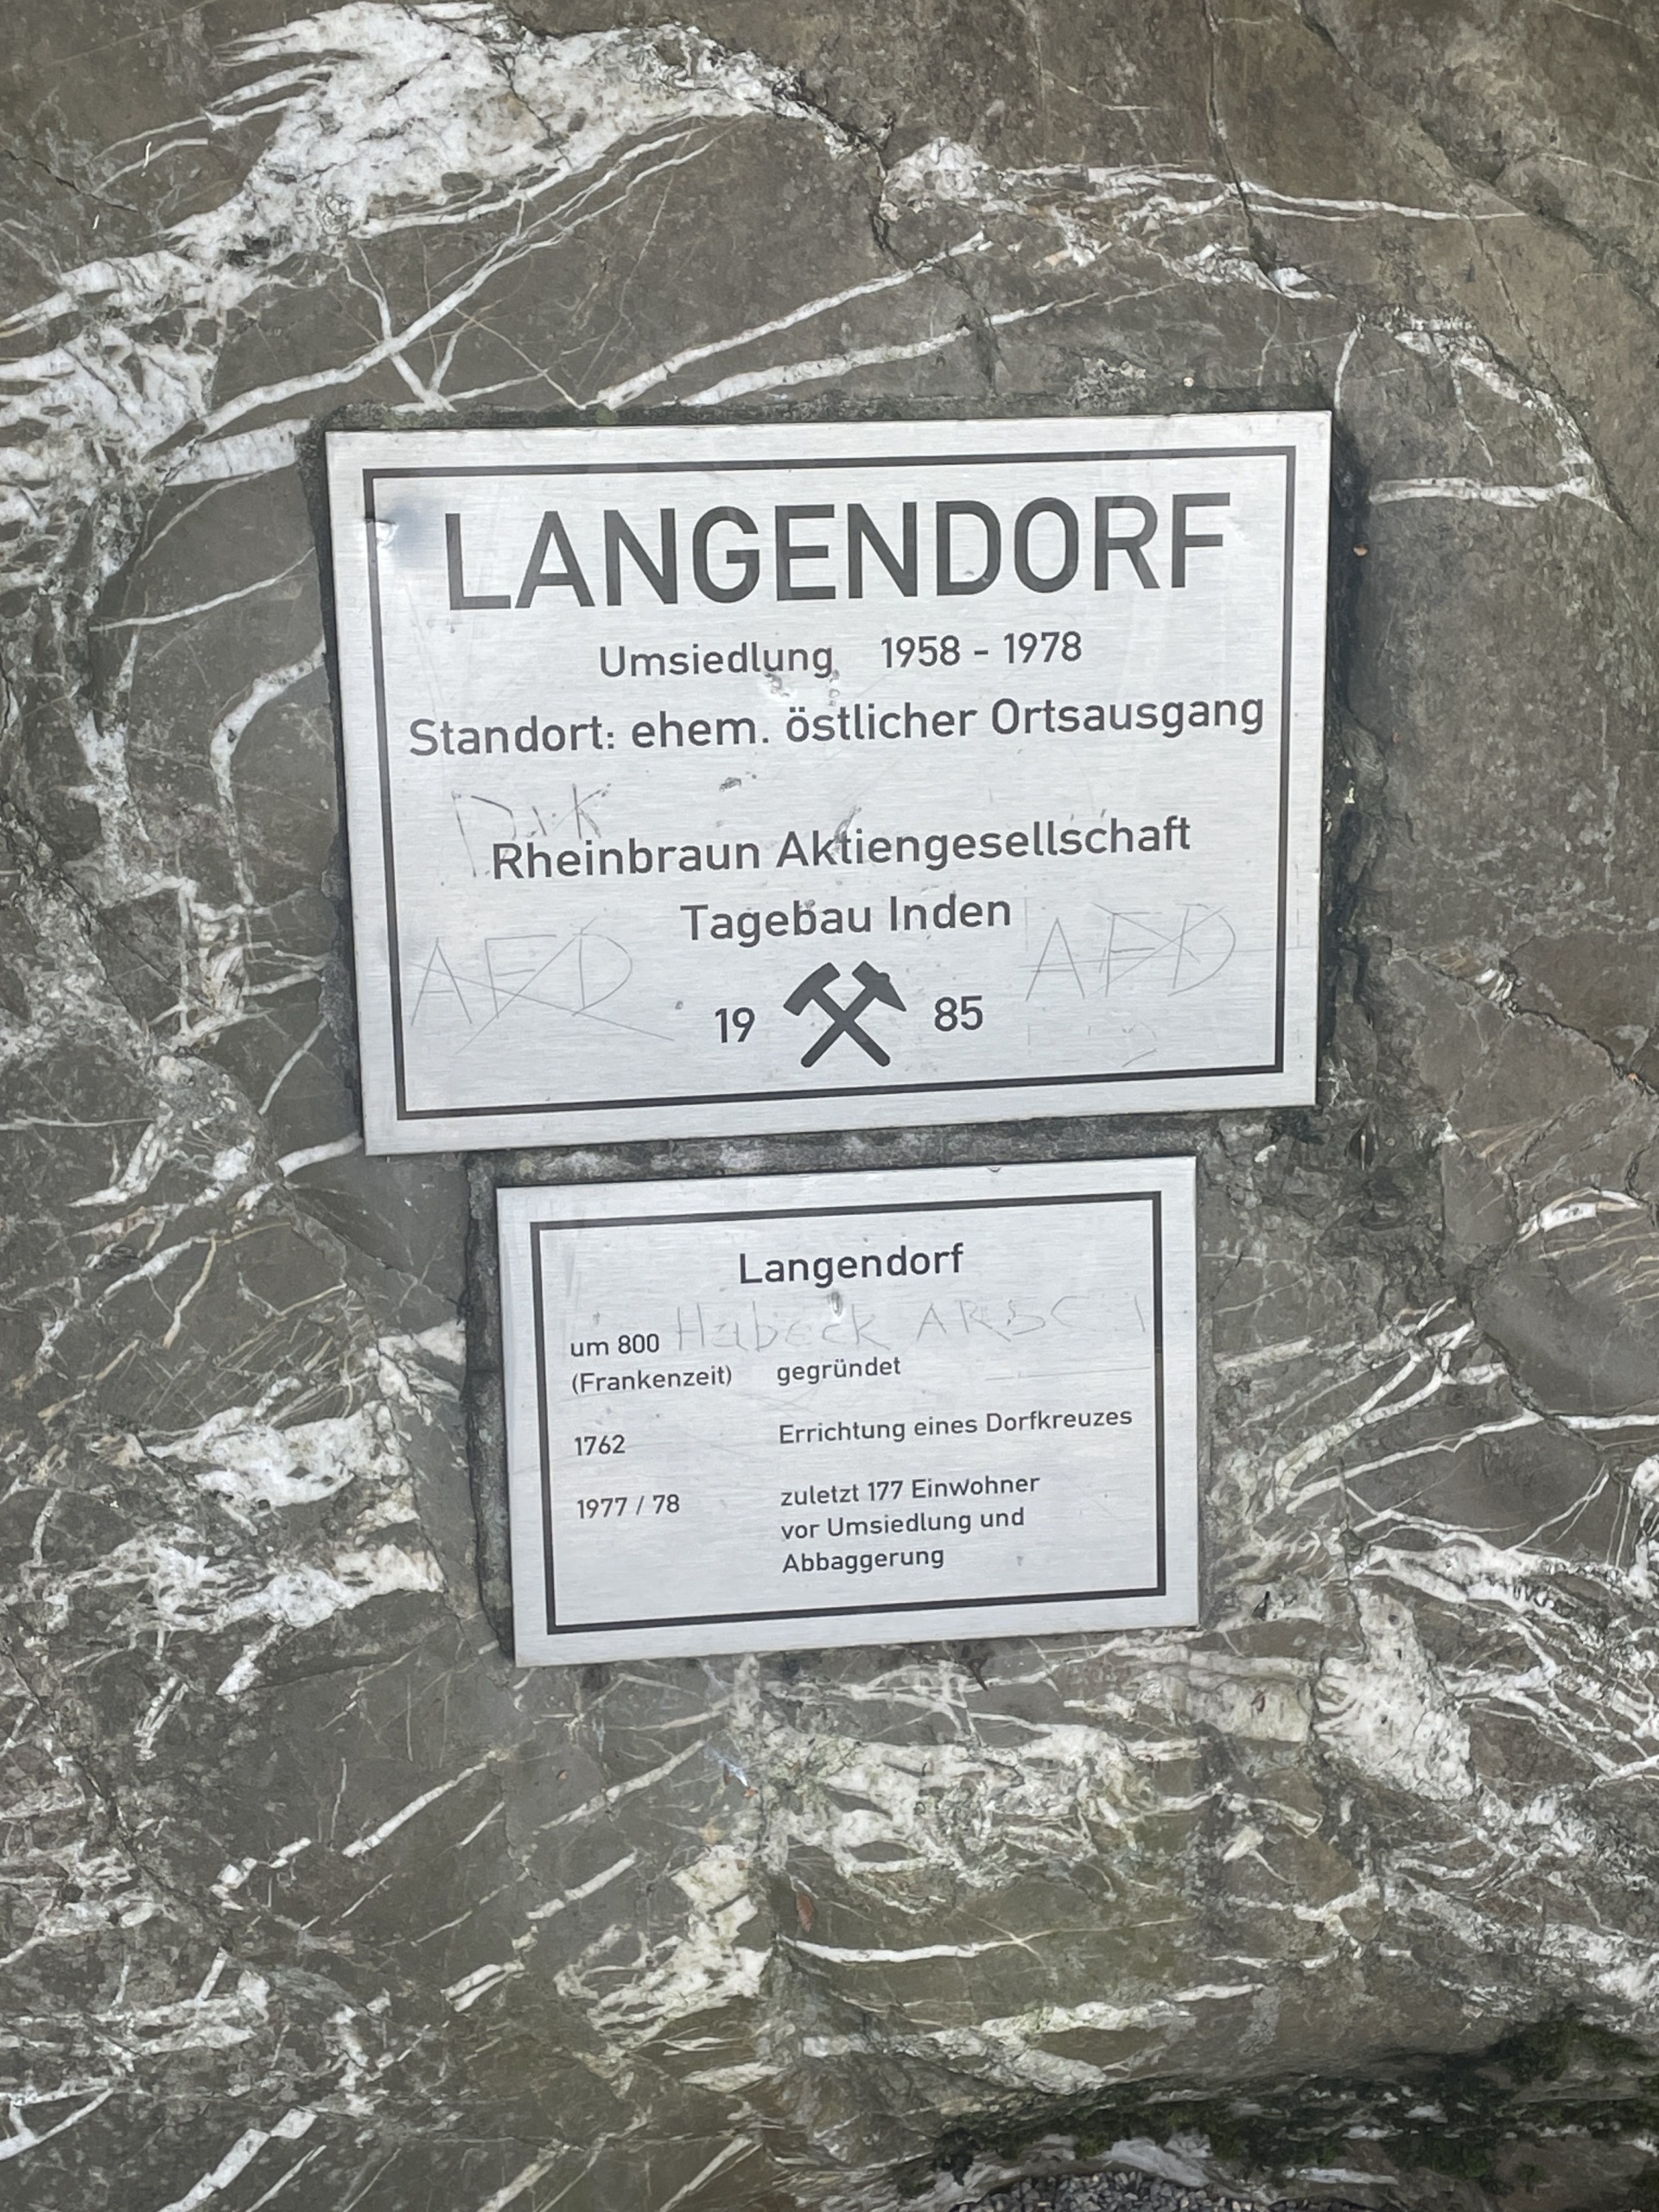 LANGENDORF
Umsiedlung 1958 - 1978
Standort: ehem. östlicher Ortsausgang
Rheinbraun Aktiengesellschaft
Tagebau Inden
AFD AFD
19 85
Langendorf
Habeck
um 800
(Frankenzeit) gegründet
1762 Errichtung eines Dorfkreuzes
1977 / 78 zuletzt 177 Einwohner
vor Umsiedlung und
Abbaggerung